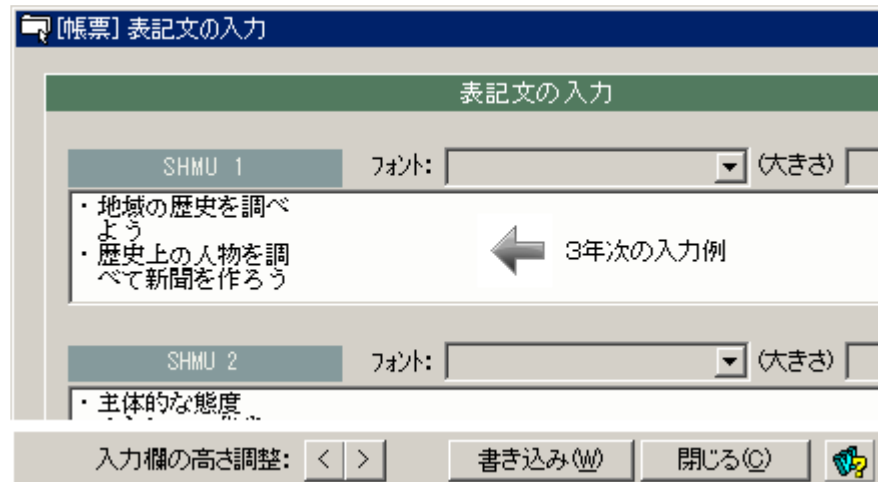 [帳票] 表記文の入力
表記文の入力
SHMU 1 フォント: (大きさ)
・地域の歴史を調べ
よう
・歴史上の人物を調
べて新聞を作ろう
3年次の入力例
SHMU 2 フォント: (大きさ)
・主体的な態度
入力欄の高さ調整: < > 書き込み(W) 閉じる(C)